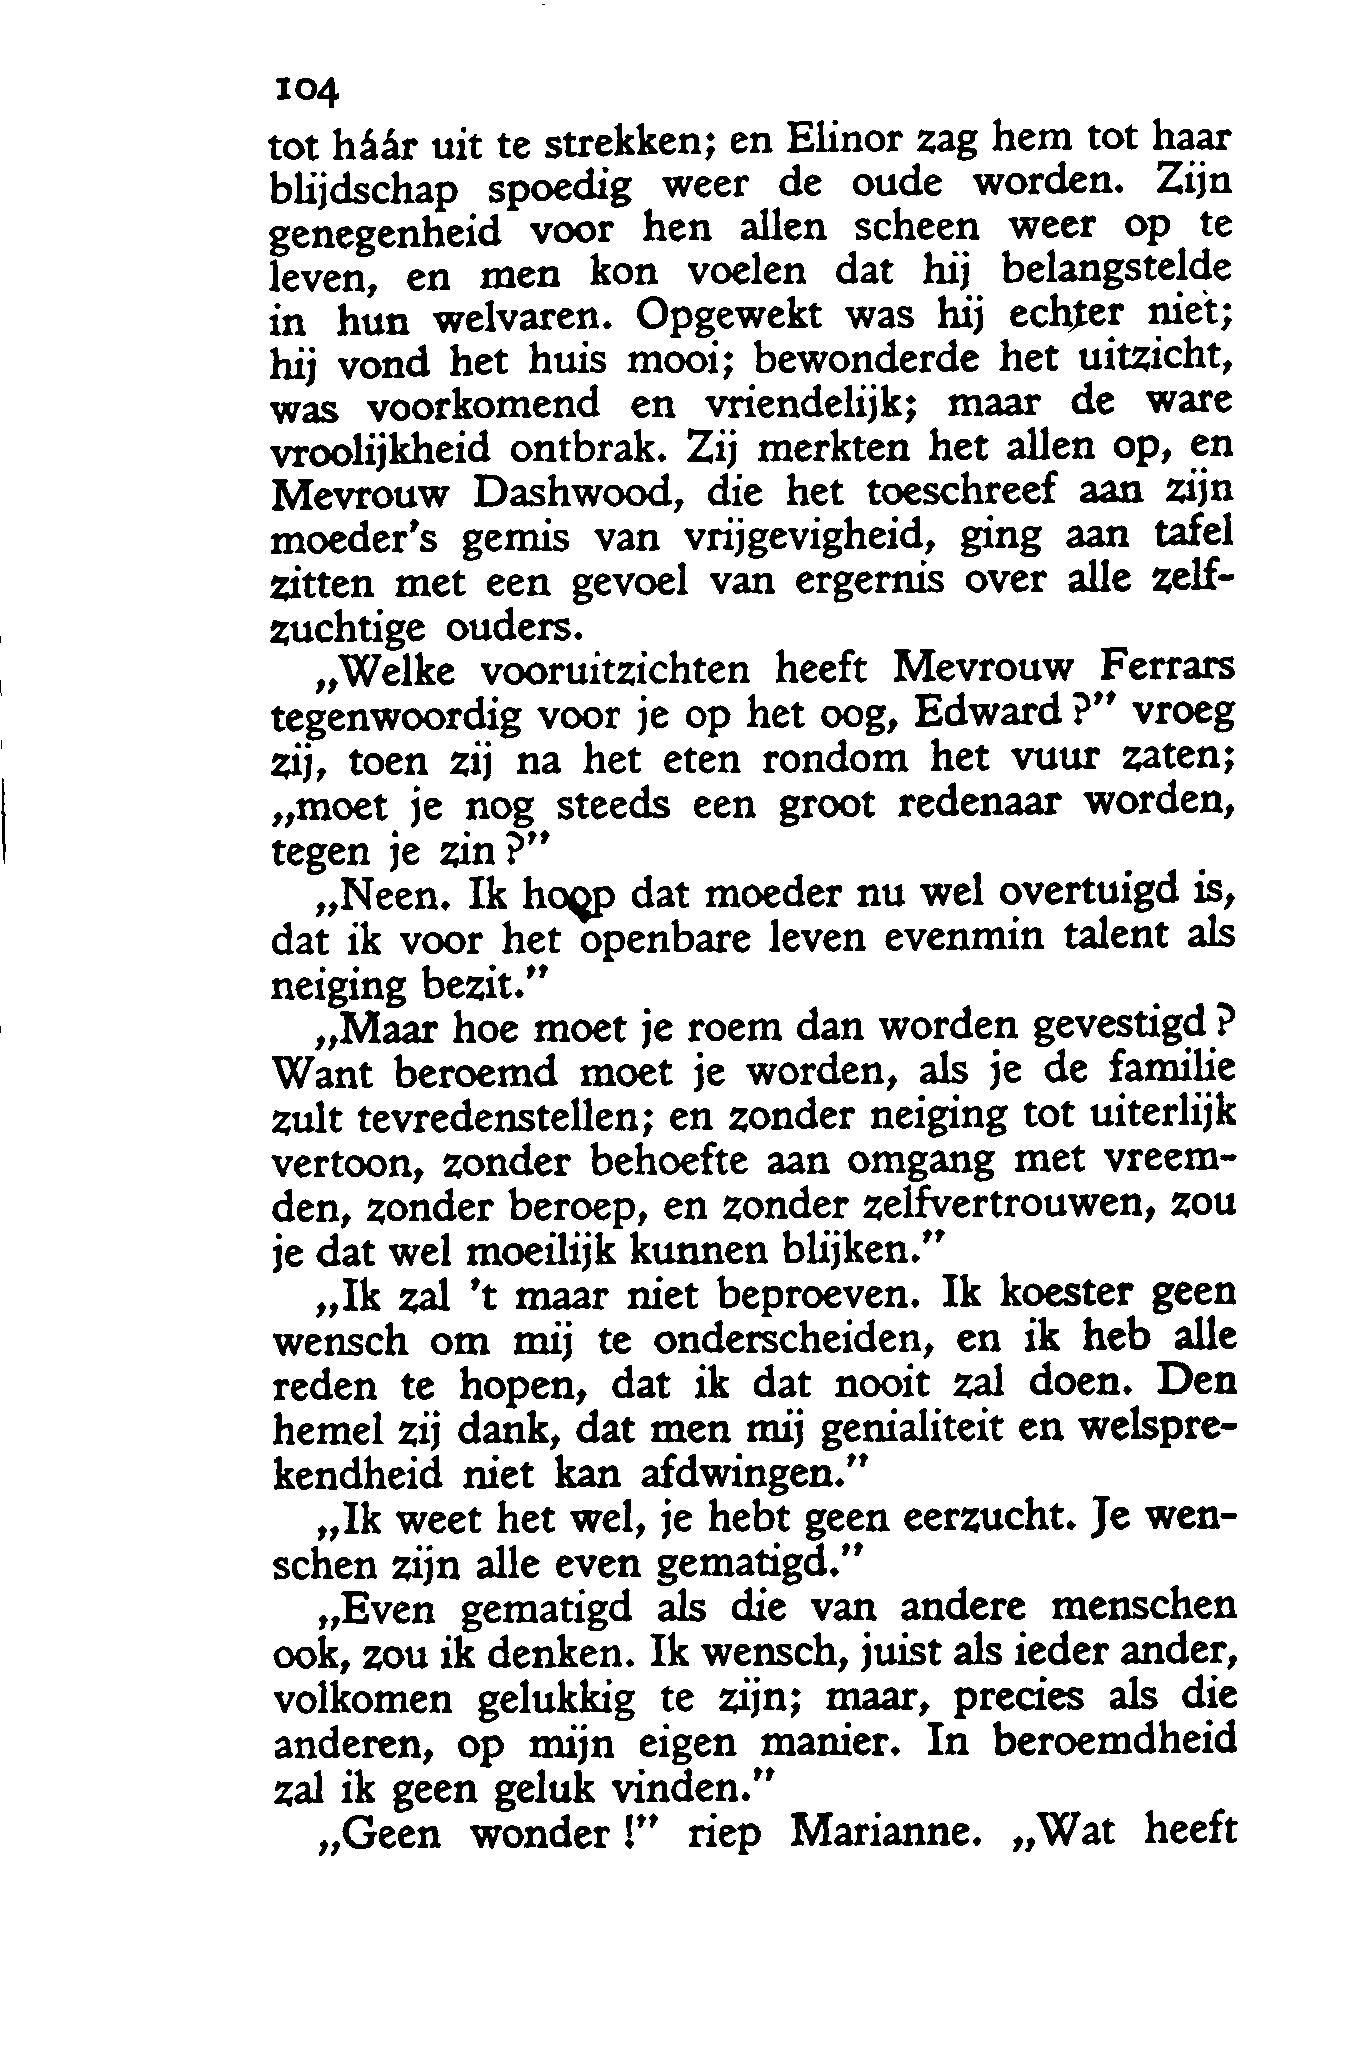 104
tot háár uit te strekken; en Elinor zag hem tot haar
blijdschap spoedig weer de oude worden. Zijn
genegenheid voor hen allen scheen weer op te
leven, en men kon voelen dat hij belangstelde
in hun welvaren. Opgewekt was hij echter niet;
hij vond het huis mooi; bewonderde het uitzicht,
was voorkomend en vriendelijk; maar de ware
vroolijkheid ontbrak. Zij merkten het allen op, en
Mevrouw Dashwood, die het toeschreef aan zijn
moeder's gemis van vrijgevigheid, ging aan tafel
zitten met een gevoel van ergernis over alle zelf-
zuchtige ouders.
„Welke vooruitzichten heeft Mevrouw Ferrars
tegenwoordig voor je op het oog, Edward?” vroeg
zij, toen zij na het eten rondom het vuur zaten;
„moet je nog steeds een groot redenaar worden,
tegen je zin?”
„Neen. Ik hoop dat moeder nu wel overtuigd is,
dat ik voor het openbare leven evenmin talent als
neiging bezit.”
„Maar hoe moet je roem dan worden gevestigd?
Want beroemd moet je worden, als je de familie
zult tevredenstellen; en zonder neiging tot uiterlijk
vertoon, zonder behoefte aan omgang met vreem-
den, zonder beroep, en zonder zelfvertrouwen, zou
je dat wel moeilijk kunnen blijken.”
„Ik zal 't maar niet beproeven. Ik koester geen
wensch om mij te onderscheiden, en ik heb alle
reden te hopen, dat ik dat nooit zal doen. Den
hemel zij dank, dat men mij genialiteit en welspre-
kendheid niet kan afdwingen.”
„Ik weet het wel, je hebt geen eerzucht. Je wen-
schen zijn alle even gematigd.”
„Even gematigd als die van andere menschen
ook, zou ik denken. Ik wensch, juist als ieder ander,
volkomen gelukkig te zijn; maar, precies als die
anderen, op mijn eigen manier. In beroemdheid
zal ik geen geluk vinden.”
„Geen wonder!” riep Marianne. „Wat heeft